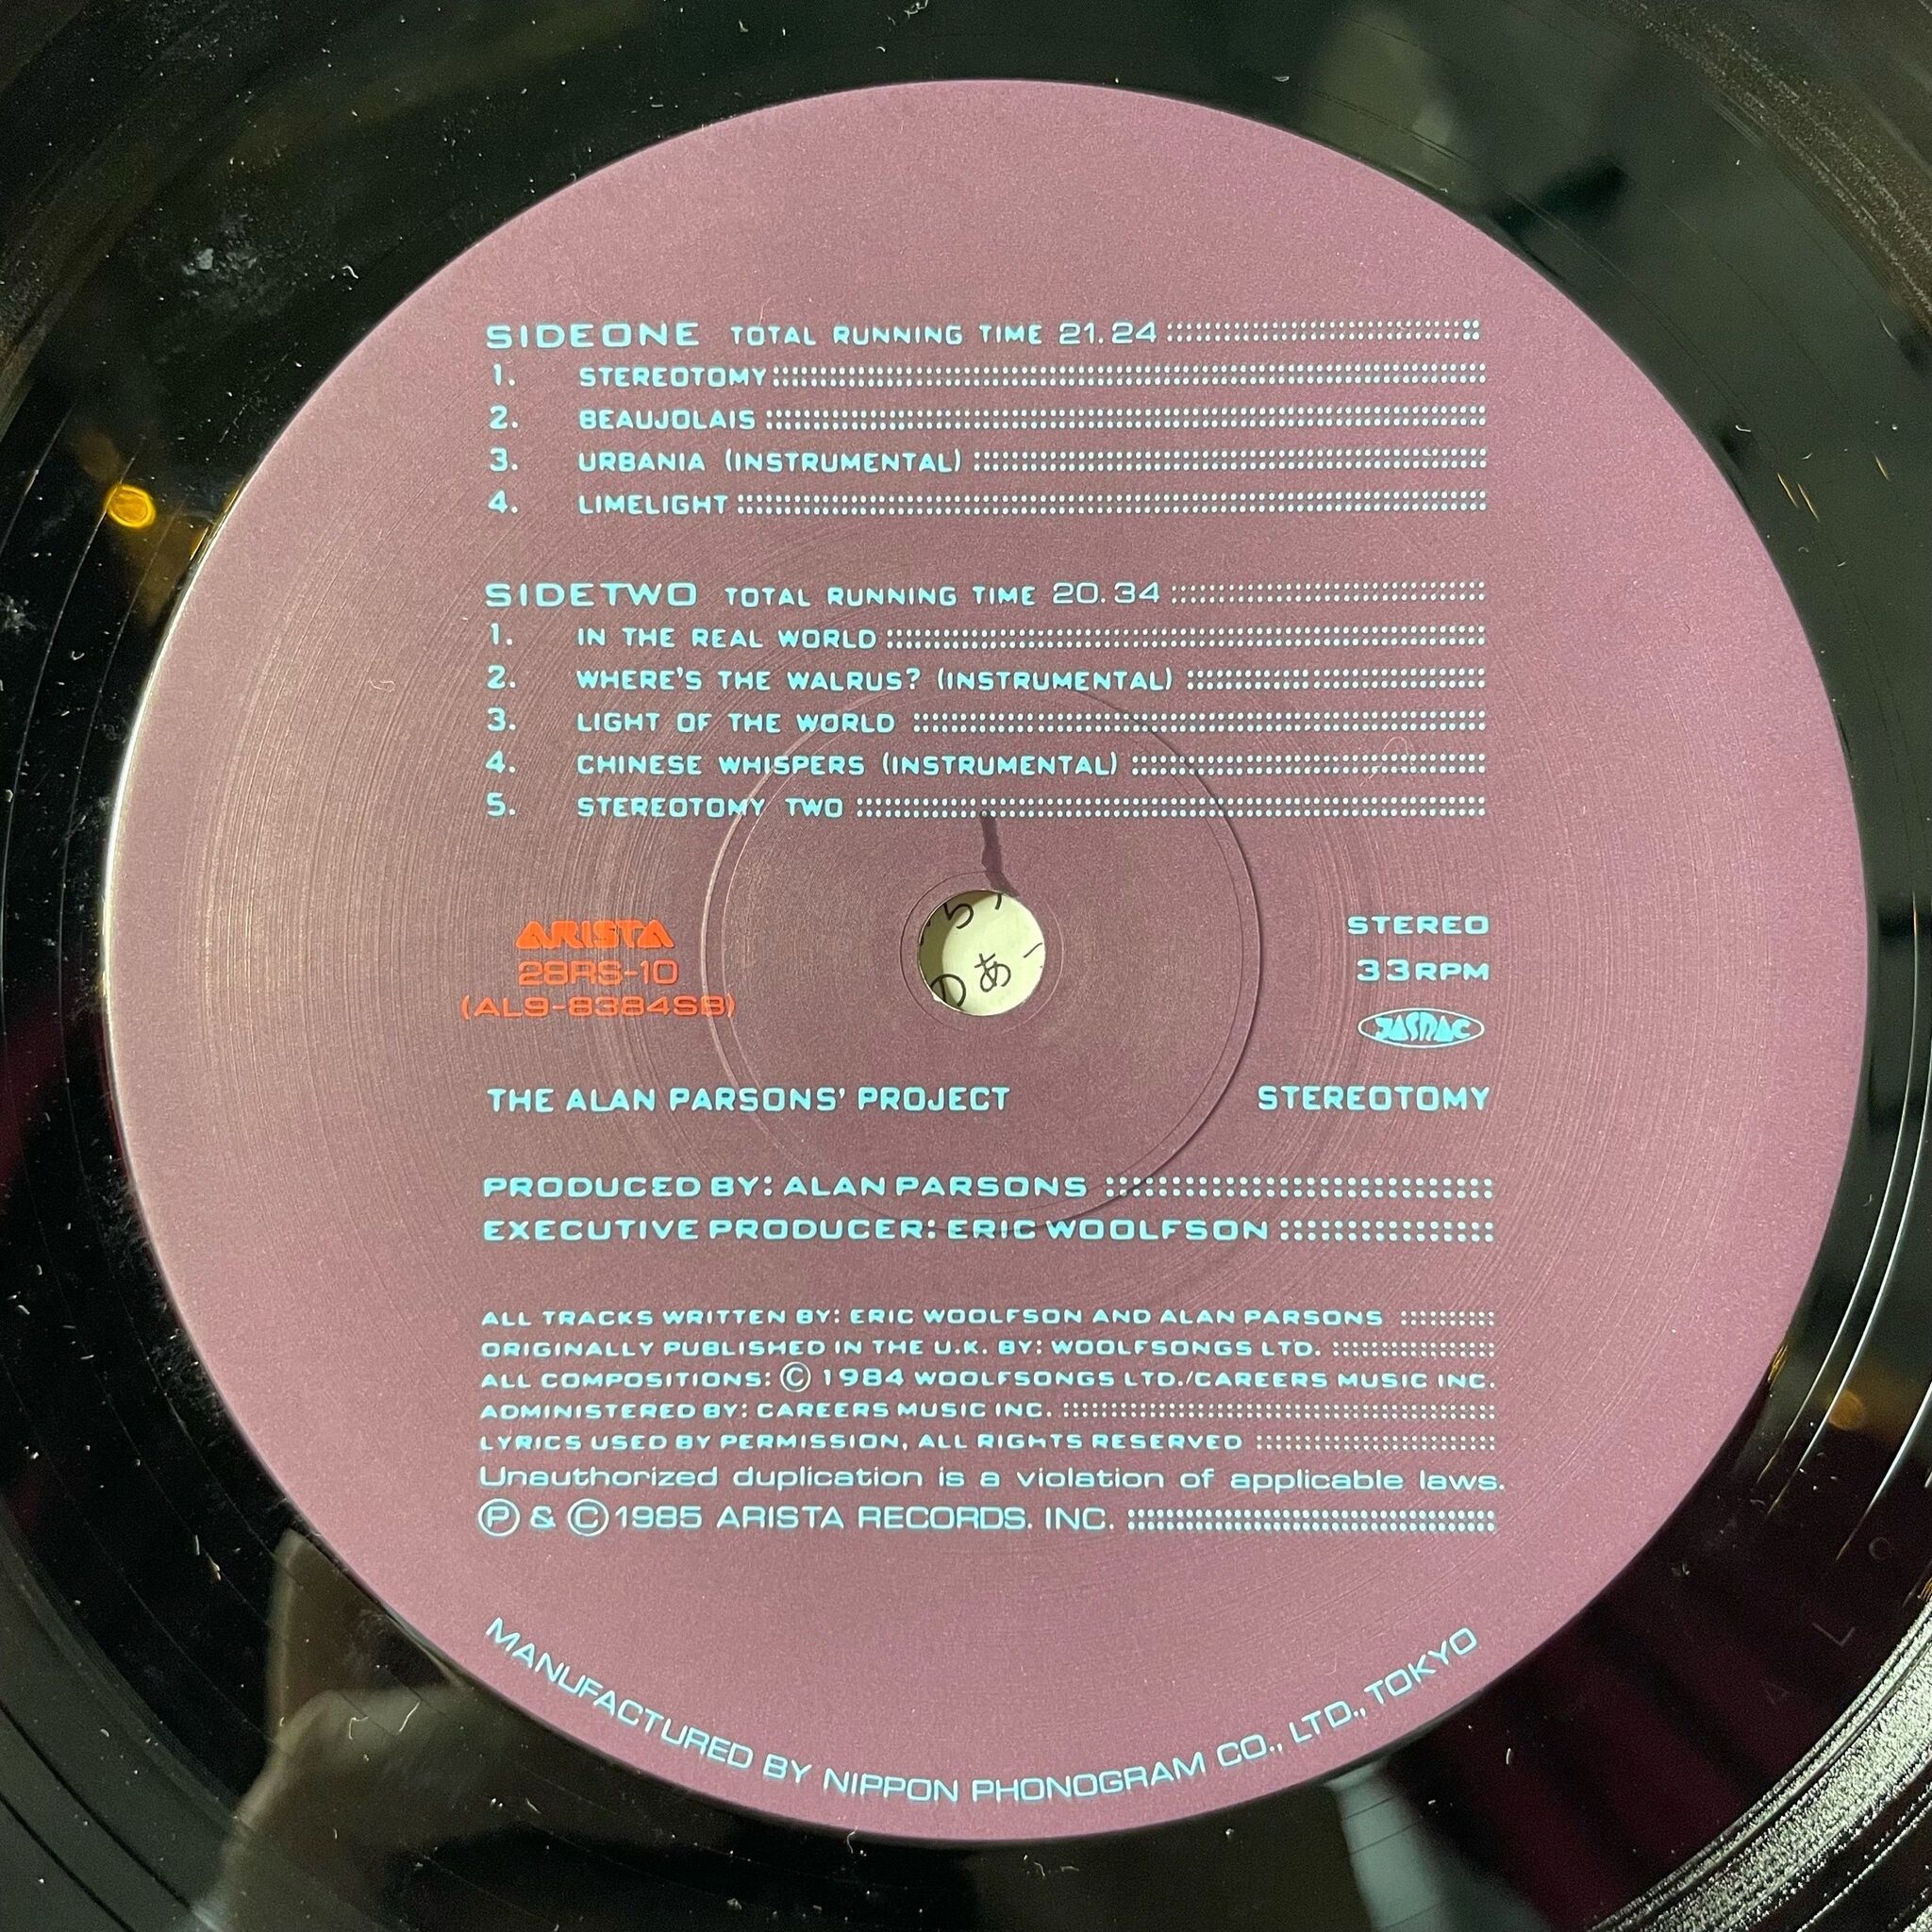 SIDEONE TOTAL RUNNING TIME 21.24
1. STEREOTOMY
2. BEAUJOLAIS
3. URBANIA (INSTRUMENTAL)
4. LIMELIGHT
SIDETWO TOTAL RUNNING TIME 20.34
1. IN THE REAL WORLD
2. WHERE'S THE WALRUS? (INSTRUMENTAL)
3. LIGHT OF THE WORLD
4. CHINESE WHISPERS (INSTRUMENTAL)
5. STEREOTOMY TWO
ARISTA
28RS-10
(AL9-8384SB)
のあ
STEREO
33RPM
JASRAC
THE ALAN PARSONS' PROJECT STEREOTOMY
PRODUCED BY: ALAN PARSONS
EXECUTIVE PRODUCER: ERIC WOOLFSON
ALL TRACKS WRITTEN BY: ERIC WOOLFSON AND ALAN PARSONS
ORIGINALLY PUBLISHED IN THE U.K. BY: WOOLFSONGS LTD.
ALL COMPOSITIONS: © 1984 WOOLFSONGS LTD./CAREERS MUSIC INC.
ADMINISTERED BY: CAREERS MUSIC INC.
LYRICS USED BY PERMISSION, ALL RIGHTS RESERVED
Unauthorized duplication is a violation of applicable laws.
Ⓟ & © 1985 ARISTA RECORDS. INC.
MANUFACTURED BY NIPPON PHONOGRAM CO., LTD., TOKYO